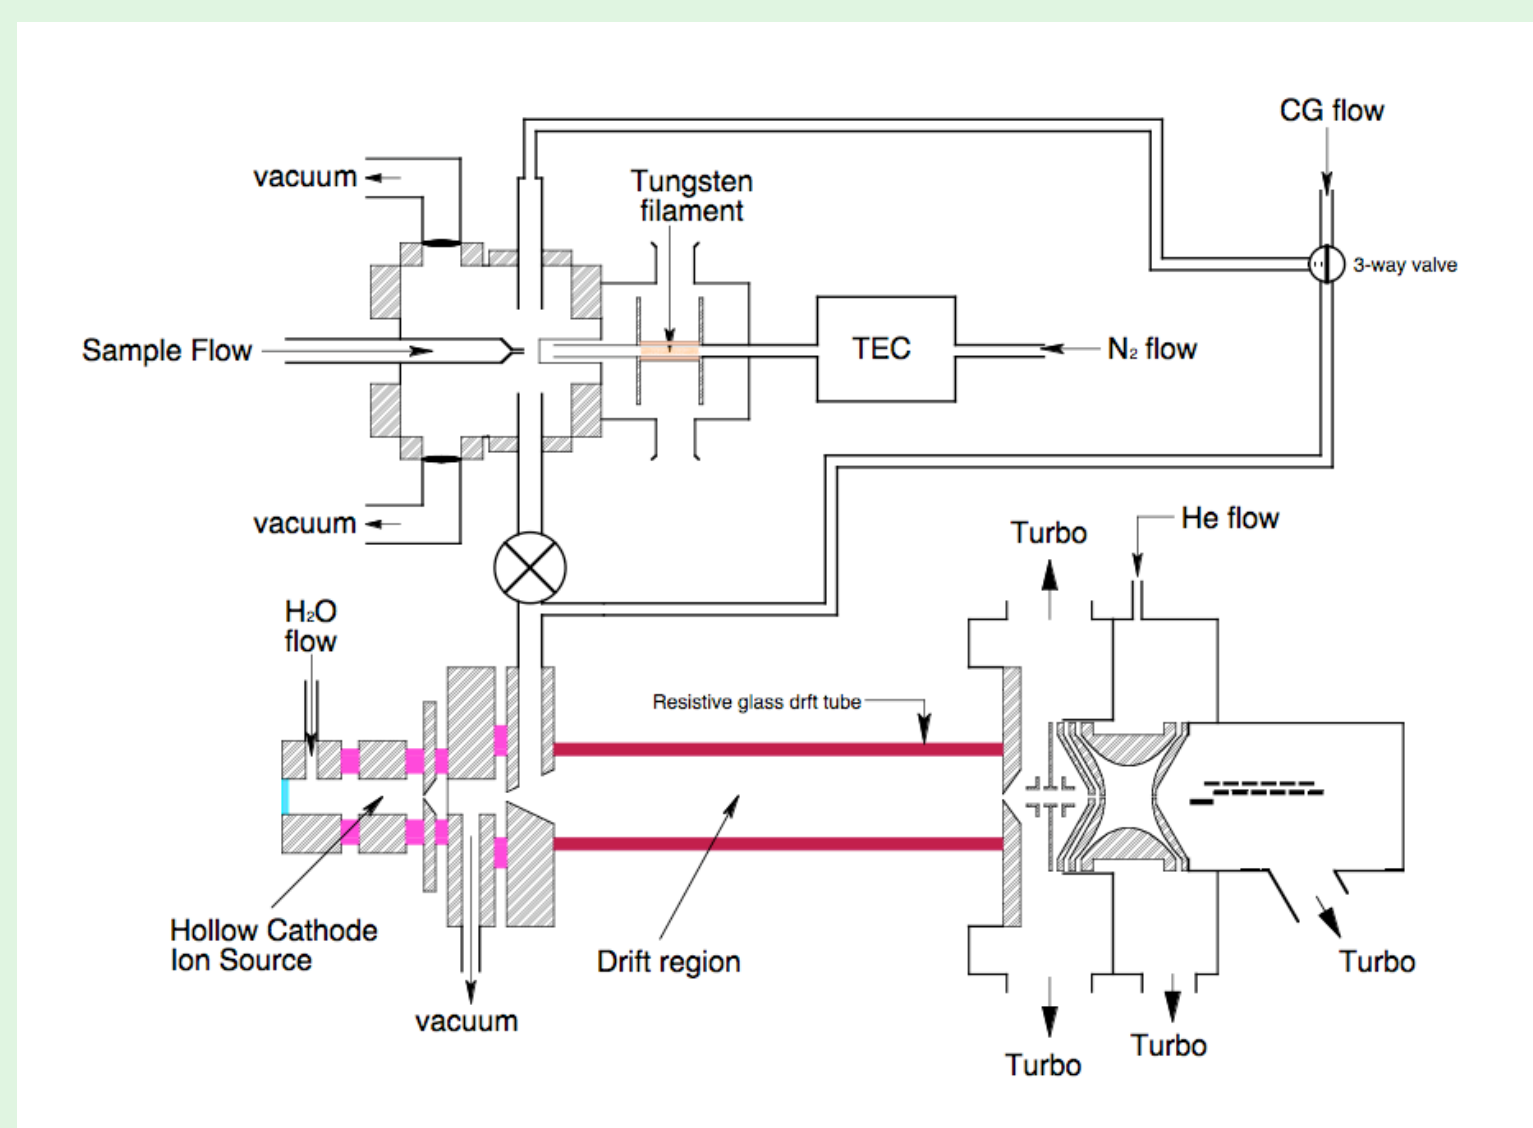 CG flow
vacuum
Tungsten
filament
3-way valve
Sample Flow
TEC
N₂ flow
vacuum
He flow
Turbo
H₂O
flow
Resistive glass drft tube
Hollow Cathode
Ion Source
Drift region
Turbo
vacuum
Turbo
Turbo